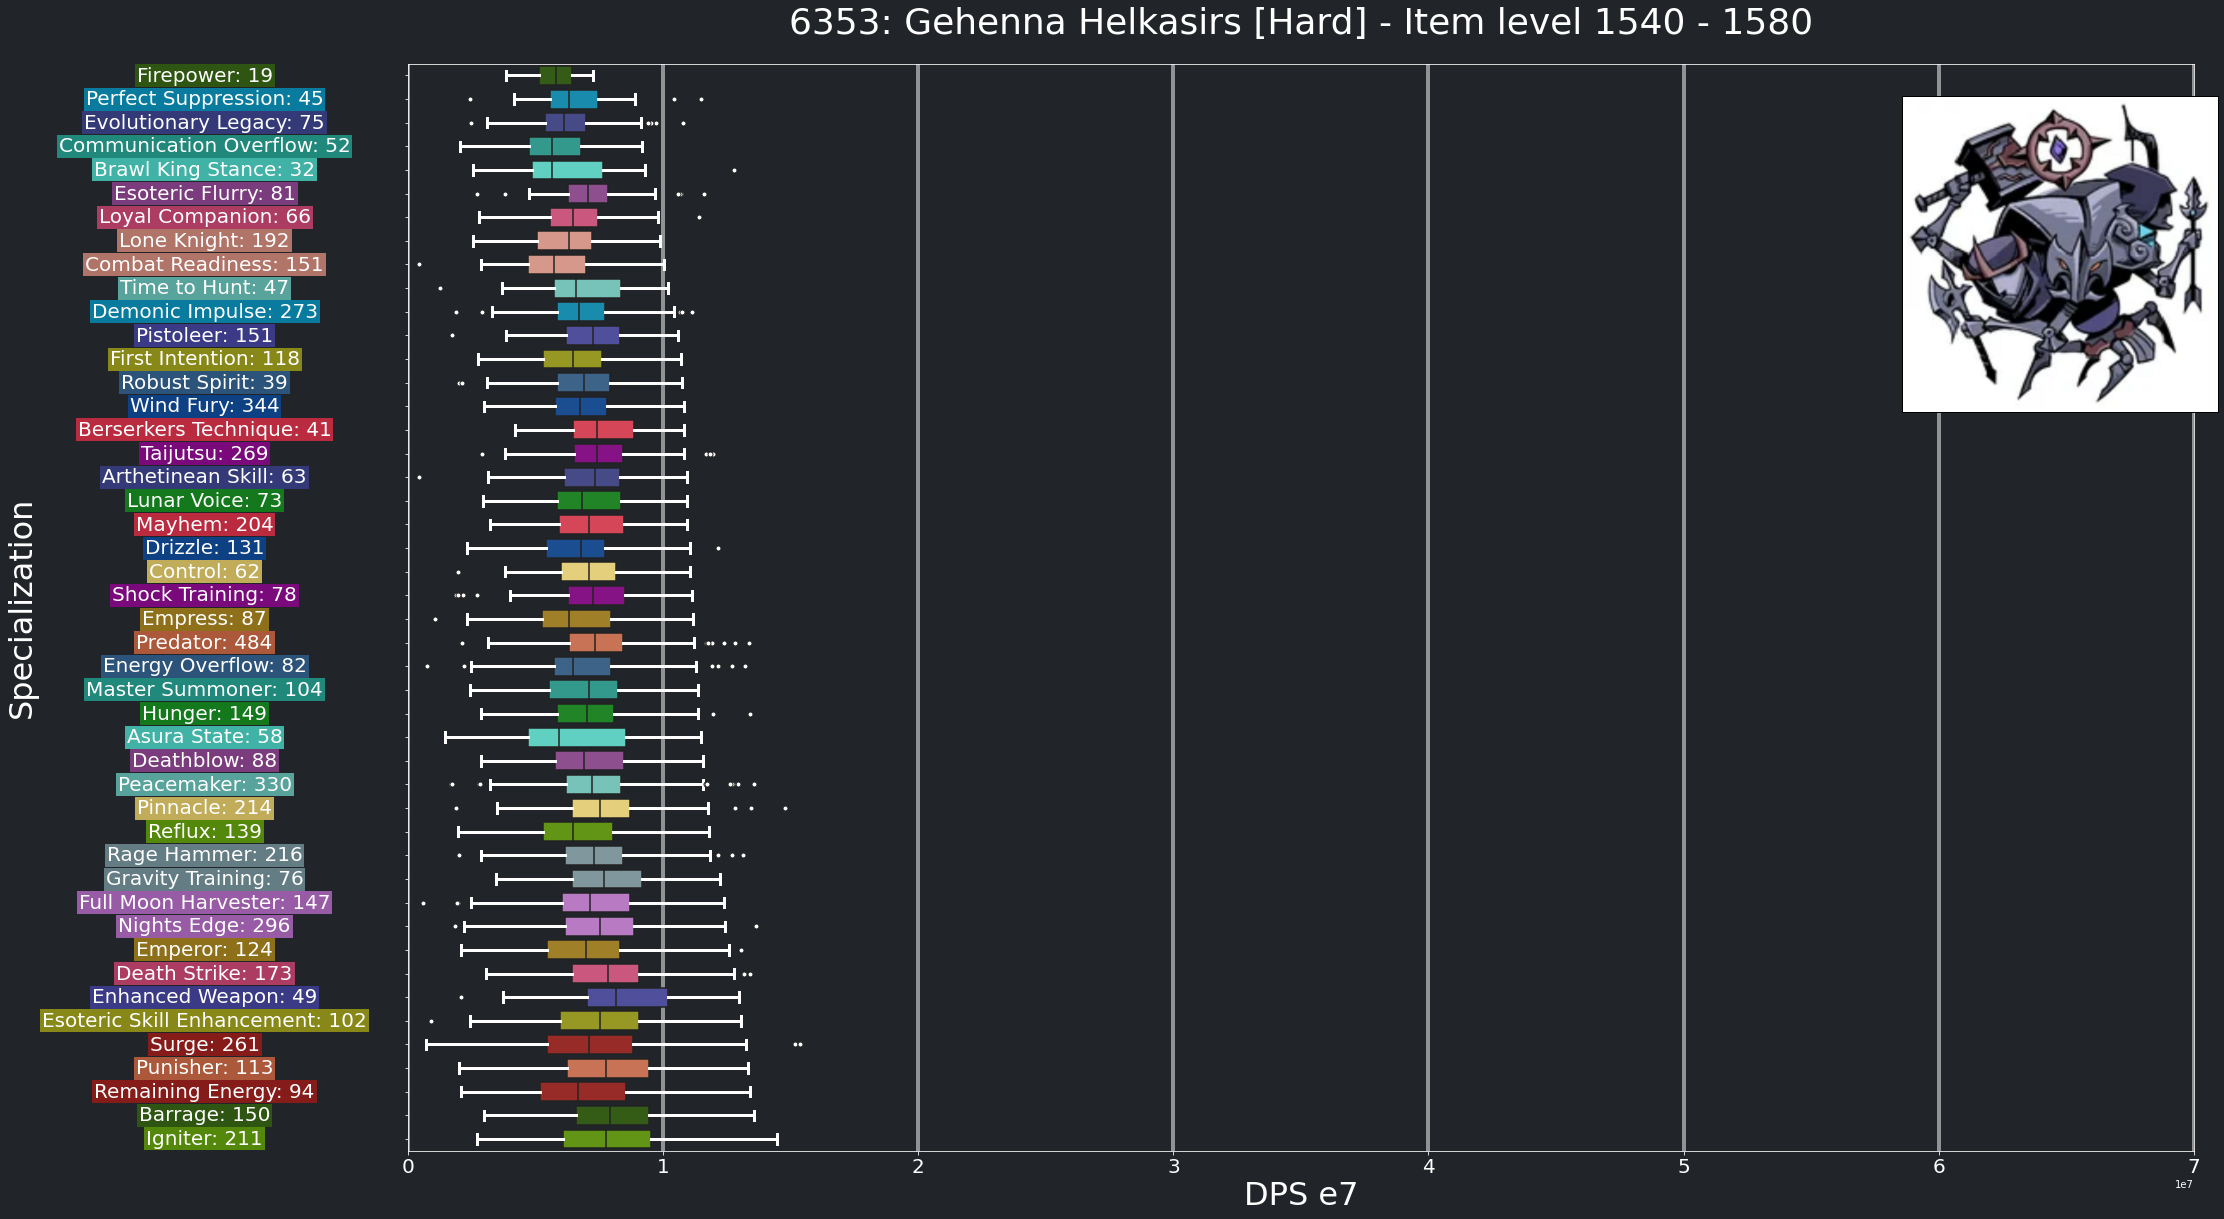 6353: Gehenna Helkasirs [Hard] - Item level 1540 - 1580
Specialization
Firepower: 19
Perfect Suppression: 45
Evolutionary Legacy: 75
Communication Overflow: 52
Brawl King Stance: 32
Esoteric Flurry: 81
Loyal Companion: 66
Lone Knight: 192
Combat Readiness: 151
Time to Hunt: 47
Demonic Impulse: 273
Pistoleer: 151
First Intention: 118
Robust Spirit: 39
Wind Fury: 344
Berserkers Technique: 41
Taijutsu: 269
Arthetinean Skill: 63
Lunar Voice: 73
Mayhem: 204
Drizzle: 131
Control: 62
Shock Training: 78
Empress: 87
Predator: 484
Energy Overflow: 82
Master Summoner: 104
Hunger: 149
Asura State: 58
Deathblow: 88
Peacemaker: 330
Pinnacle: 214
Reflux: 139
Rage Hammer: 216
Gravity Training: 76
Full Moon Harvester: 147
Nights Edge: 296
Emperor: 124
Death Strike: 173
Enhanced Weapon: 49
Esoteric Skill Enhancement: 102
Surge: 261
Punisher: 113
Remaining Energy: 94
Barrage: 150
Igniter: 211
0 1 2 3 4 5 6 7
1e7
DPS e7